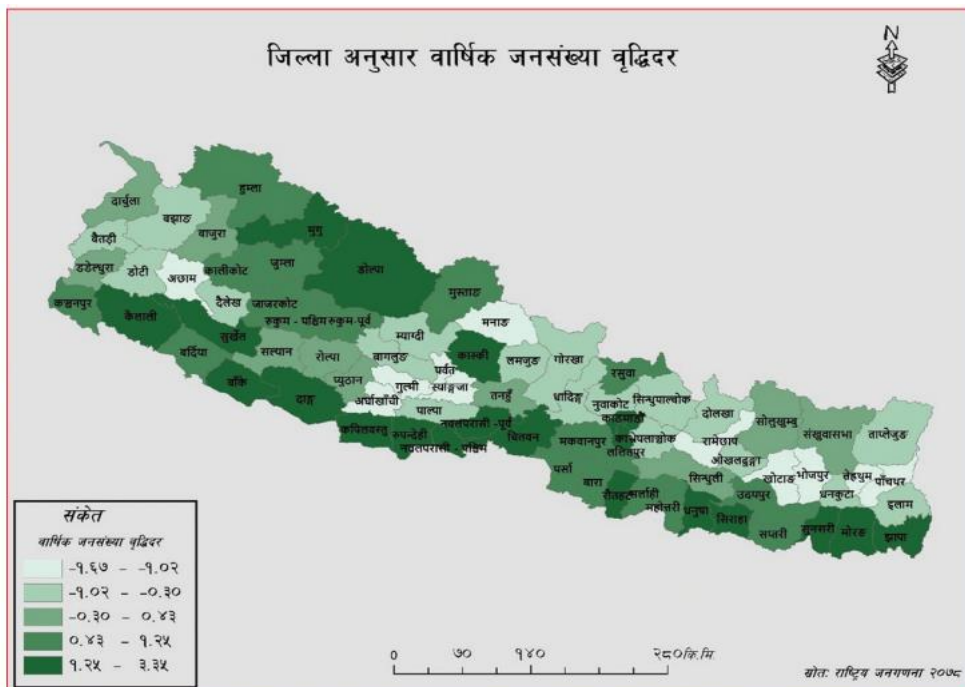 जिल्ला अनुसार वार्षिक जनसंख्या वृद्धिदर
N
हुम्ला
दार्चुला
बझाङ
बाजुरा
मुगु
बैतडी
डोल्पा
जुम्ला
डडेल्धुरा
डोटी
अछाम
कालीकोट
मुस्ताङ
कञ्चनपुर
दैलेख
जाजरकोट
मनाङ
कैलाली
रुकुम - पश्चिम
रुकुम-पूर्व
म्याग्दी
सुर्खेत
कास्की
गोरखा
बर्दिया
सल्यान
रोल्पा
बागलुङ
लमजुङ
पर्वत
रसुवा
बाँके
प्युठान
गुल्मी
स्याङ्गजा
धादिङ्ग
नुवाकोट
सिन्धुपाल्चोक
दाङ्ग
अर्घाखाँची
तनहुँ
काठमाडौं
दोलखा
सोलुखुम्बु
संखुवासभा
ताप्लेजुङ
पाल्पा
कपिलवस्तु
रुपन्देही
नवलपरासी -पूर्व
नवलपरासी - पश्चिम
चितवन
मकवानपुर
काभ्रेपलाञ्चोक
ललितपुर
रामेछाप
ओखलढुङ्गा
खोटाङ
भोजपुर
तेह्रथुम
पाँचथर
पर्सा
बारा
सिन्धुली
उदयपुर
धनकुटा
इलाम
रौतहट
सर्लाही
महोत्तरी
धनुषा
सिराहा
सप्तरी
सुनसरी
मोरङ
झापा
संकेत
वार्षिक जनसंख्या वृद्धिदर
-१.६७ - -१.०२
-१.०२ - -०.३०
-०.३० - ०.४३
०.४३ - १.२५
१.२५ - ३.३५
० ७० १४० २८०कि.मि.
स्रोत: राष्ट्रिय जनगणना २०७८